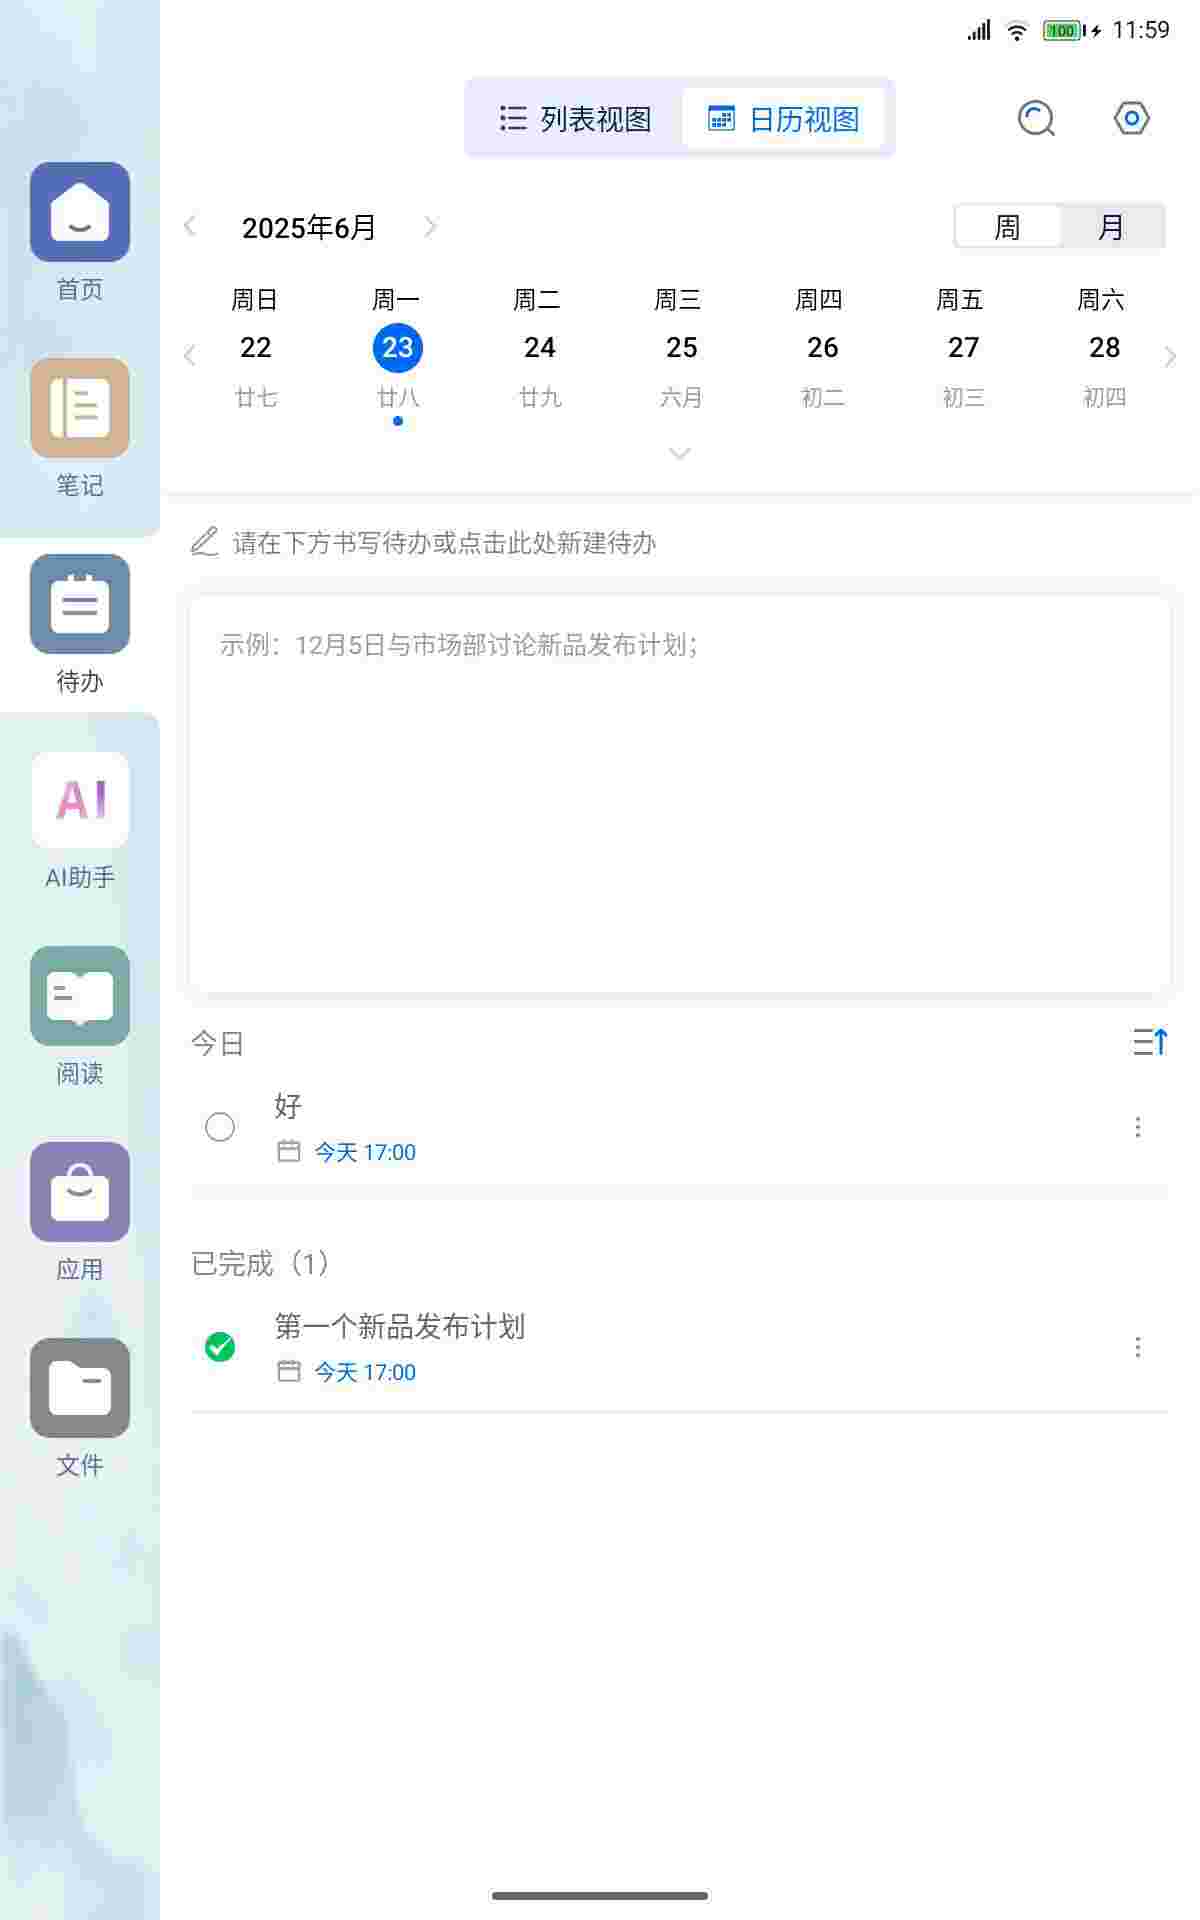 100 11:59
列表视图 日历视图
2025年6月 周 月
周日 周一 周二 周三 周四 周五 周六
22 23 24 25 26 27 28
廿七 廿八 廿九 六月 初二 初三 初四
请在下方书写待办或点击此处新建待办
示例：12月5日与市场部讨论新品发布计划；
今日
好
今天 17:00
已完成（1）
第一个新品发布计划
今天 17:00
首页
笔记
待办
AI
AI助手
阅读
应用
文件